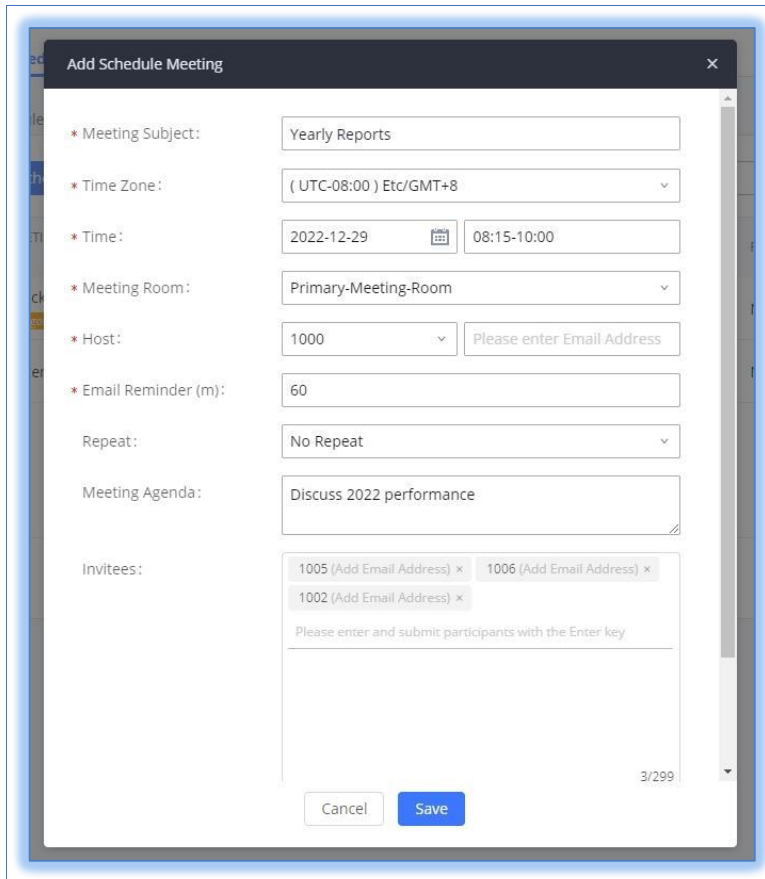 Add Schedule Meeting ×
* Meeting Subject: Yearly Reports
* Time Zone: ( UTC-08:00 ) Etc/GMT+8
* Time: 2022-12-29 08:15-10:00
* Meeting Room: Primary-Meeting-Room
* Host: 1000 Please enter Email Address
* Email Reminder (m): 60
Repeat: No Repeat
Meeting Agenda: Discuss 2022 performance
Invitees: 1005 (Add Email Address) × 1006 (Add Email Address) ×
1002 (Add Email Address) ×
Please enter and submit participants with the Enter key
3/299
Cancel Save